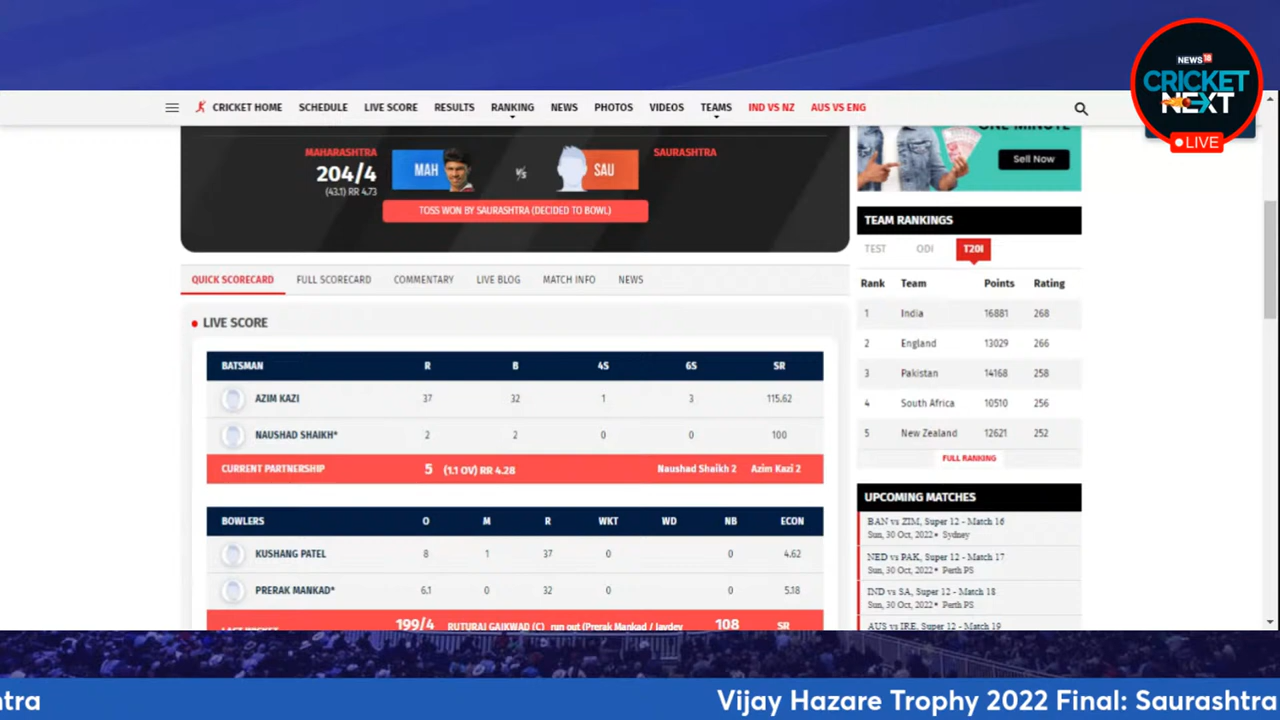 NEWS 18
CRICKET
NEXT
LIVE
CRICKET HOME SCHEDULE LIVE SCORE RESULTS RANKING NEWS PHOTOS VIDEOS TEAMS IND VS NZ AUS VS ENG
ONE MINUTE
Sell Now
MAHARASHTRA
204/4
(43.1) RR 4.73
MAH
V/S
SAU
SAURASHTRA
TOSS WON BY SAURASHTRA (DECIDED TO BOWL)
QUICK SCORECARD FULL SCORECARD COMMENTARY LIVE BLOG MATCH INFO NEWS
LIVE SCORE
BATSMAN R B 4S 6S SR
AZIM KAZI 37 32 1 3 115.62
NAUSHAD SHAIKH* 2 2 0 0 100
CURRENT PARTNERSHIP 5 (1.1 OV) RR 4.28 Naushad Shaikh 2 Azim Kazi 2
BOWLERS O M R WKT WD NB ECON
KUSHANG PATEL 8 1 37 0 0 4.62
PRERAK MANKAD* 6.1 0 32 0 0 5.18
199/4 RUTURAJ GAIKWAD (C) run out (Prerak Mankad / Jaydev 108 SR
TEAM RANKINGS
TEST ODI T20I
Rank Team Points Rating
1 India 16881 268
2 England 13029 266
3 Pakistan 14168 258
4 South Africa 10510 256
5 New Zealand 12621 252
FULL RANKING
UPCOMING MATCHES
BAN vs ZIM, Super 12 - Match 16
Sun, 30 Oct, 2022• Sydney
NED vs PAK, Super 12 - Match 17
Sun, 30 Oct, 2022• Perth PS
IND vs SA, Super 12 - Match 18
Sun, 30 Oct, 2022• Perth PS
AUS vs IRE, Super 12 - Match 19
tra Vijay Hazare Trophy 2022 Final: Saurashtra